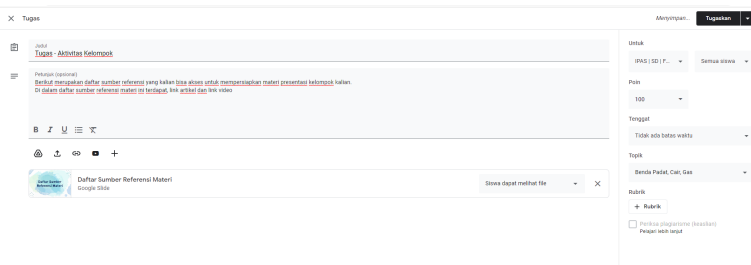 Tugas
Menyimpan...
Tugaskan
Judul
Tugas - Aktivitas Kelompok
Petunjuk (opsional)
Berikut merupakan daftar sumber referensi yang kalian bisa akses untuk mempersiapkan materi presentasi kelompok kalian.
Di dalam daftar sumber referensi materi ini terdapat, link artikel dan link video
B I U
Daftar Sumber
Referensi Materi
Daftar Sumber Referensi Materi
Google Slide
Siswa dapat melihat file
Untuk
IPAS | SD | F...
Semua siswa
Poin
100
Tenggat
Tidak ada batas waktu
Topik
Benda Padat, Cair, Gas
Rubrik
+ Rubrik
Periksa plagiarisme (keaslian)
Pelajari lebih lanjut